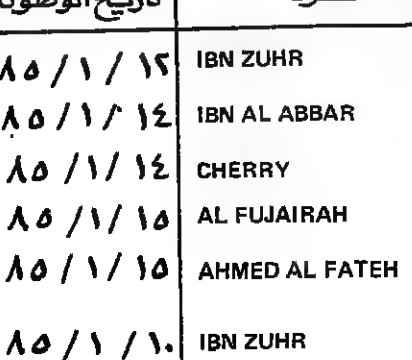 تاريخ الوصول
٨٥ / ١ / ١٢ IBN ZUHR
٨٥ / ١ / ١٤ IBN AL ABBAR
٨٥ / ١ / ١٤ CHERRY
٨٥ / ١ / ١٥ AL FUJAIRAH
٨٥ / ١ / ١٥ AHMED AL FATEH
٨٥ / ١ / ١٠ IBN ZUHR